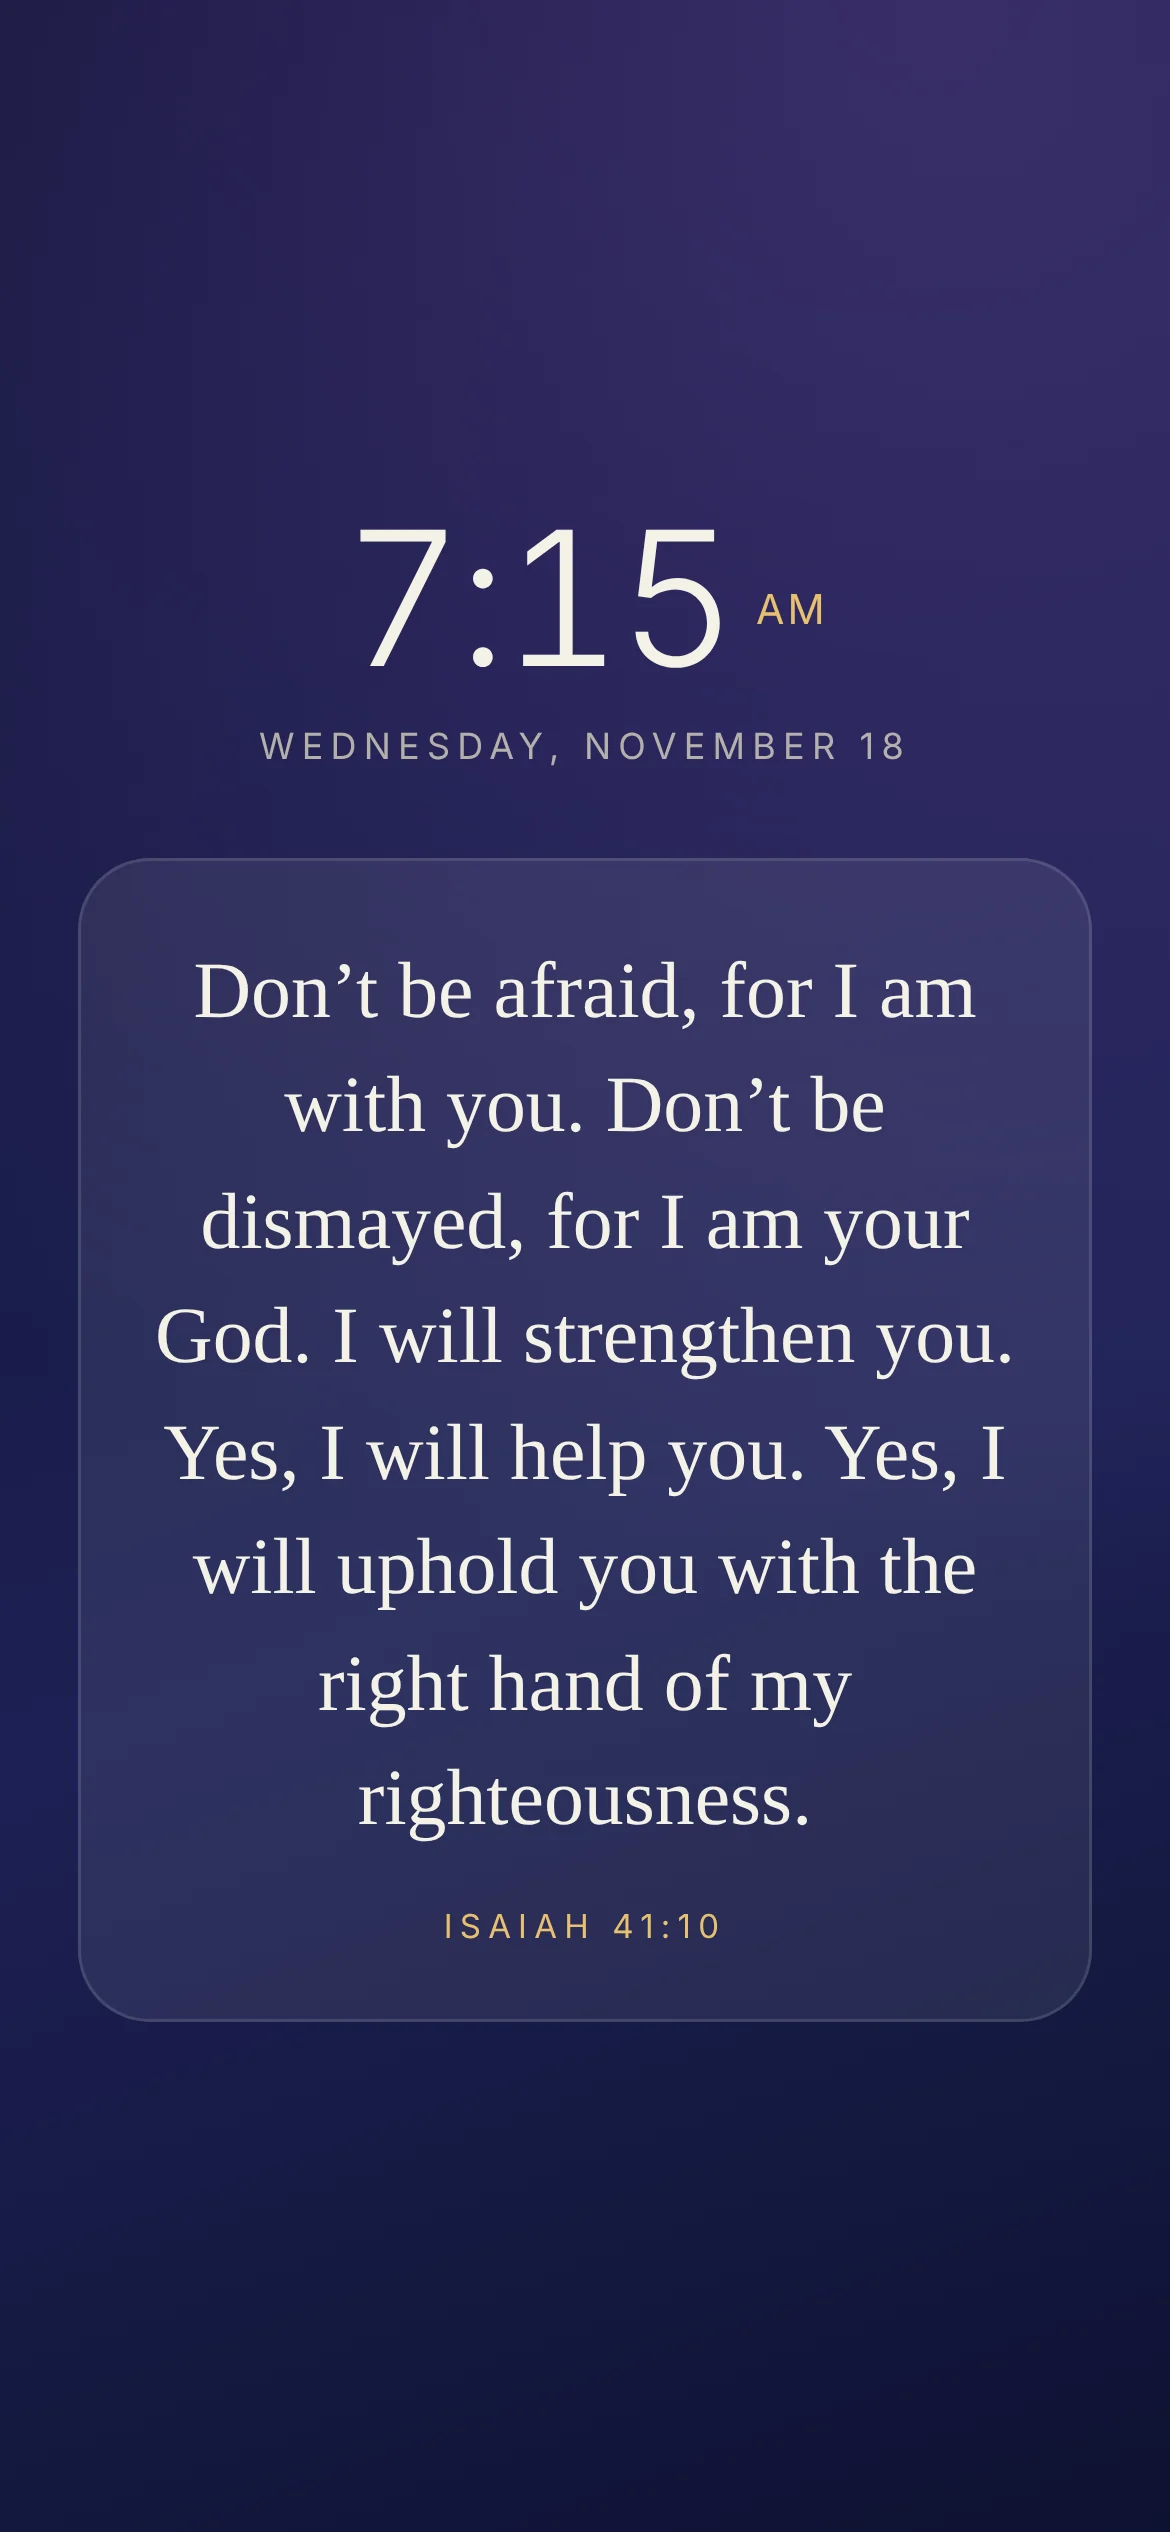 7:15 AM
WEDNESDAY, NOVEMBER 18
Don’t be afraid, for I am
with you. Don’t be
dismayed, for I am your
God. I will strengthen you.
Yes, I will help you. Yes, I
will uphold you with the
right hand of my
righteousness.
ISAIAH 41:10